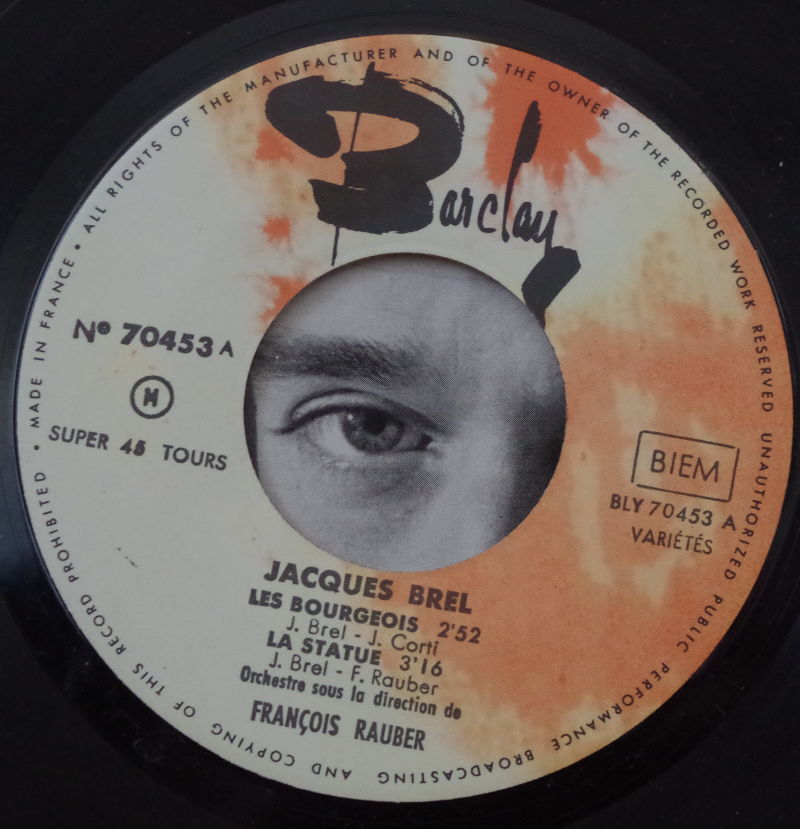 ALL RIGHTS OF THE MANUFACTURER AND OF THE OWNER OF THE RECORDED WORK RESERVED UNAUTHORIZED PUBLIC PERFORMANCE BROADCASTING AND COPYING OF THIS RECORD PROHIBITED • MADE IN FRANCE •
Barclay
Nº 70453 A
M
SUPER 45 TOURS
BIEM
BLY 70453 A
VARIÉTÉS
JACQUES BREL
LES BOURGEOIS 2'52
J. Brel - J. Corti
LA STATUE 3'16
J. Brel - F. Rauber
Orchestre sous la direction de
FRANÇOIS RAUBER